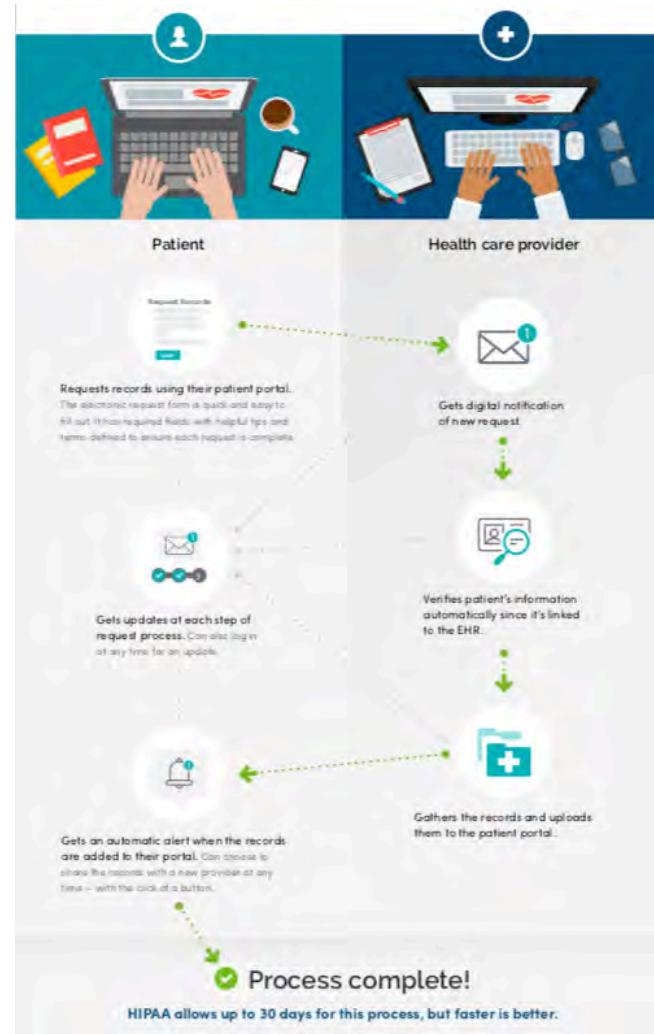 Patient
Health care provider
Request Records
Requests records using their patient portal.
The electronic request form is quick and easy to
fill out. It has required fields with helpful tips and
terms defined to ensure each request is complete.
1
Gets digital notification
of new request.
1
Gets updates at each step of
request process. Can also log in
at any time for an update.
Verifies patient's information
automatically since it's linked
to the EHR.
1
Gets an automatic alert when the records
are added to their portal. Can choose to
share the records with a new provider at any
time – with the click of a button.
Gathers the records and uploads
them to the patient portal.
Process complete!
HIPAA allows up to 30 days for this process, but faster is better.